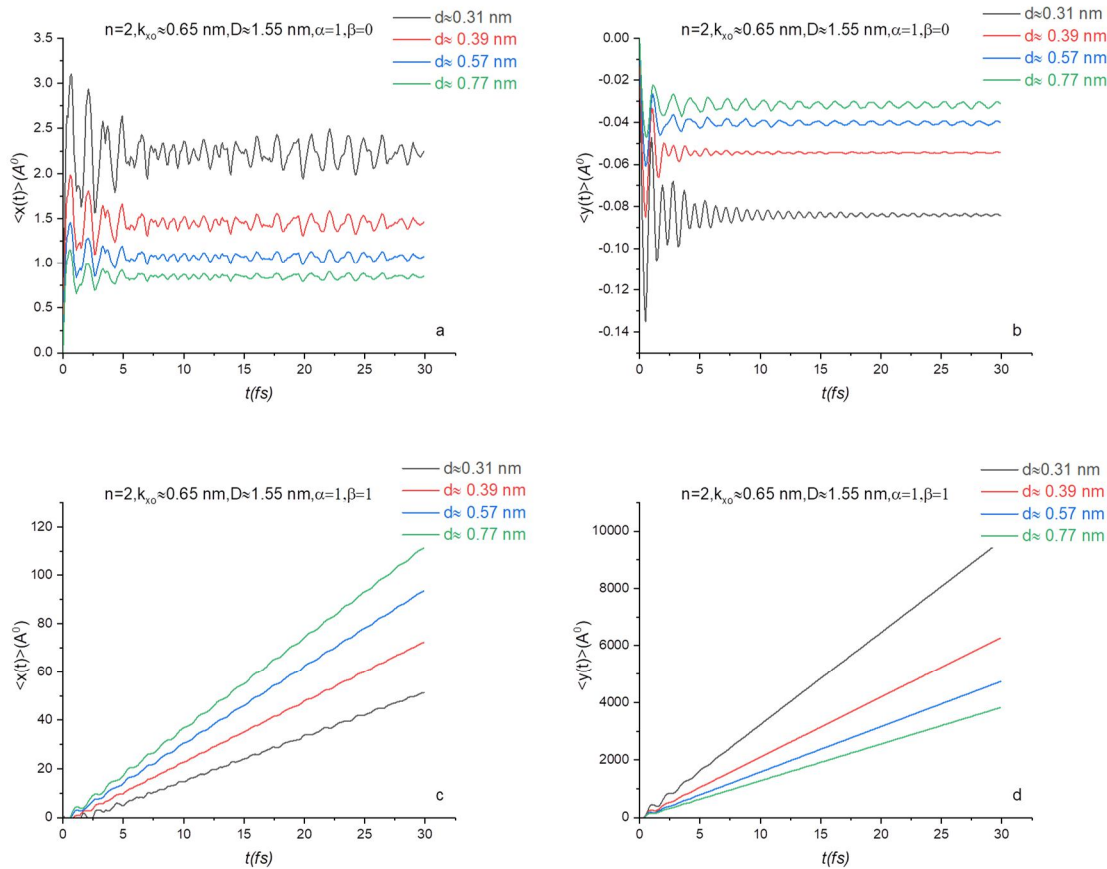 n=2,kxo≈0.65 nm,D≈1.55 nm,α=1,β=0
d≈0.31 nm
d≈ 0.39 nm
d≈ 0.57 nm
d≈ 0.77 nm
3.5
3.0
2.5
2.0
1.5
1.0
0.5
0.0
<x(t)>(A⁰)
a
0 5 10 15 20 25 30
t(fs)
n=2,kxo≈0.65 nm,D≈1.55 nm,α=1,β=0
d≈0.31 nm
d≈ 0.39 nm
d≈ 0.57 nm
d≈ 0.77 nm
0.00
-0.02
-0.04
-0.06
-0.08
-0.10
-0.12
-0.14
<y(t)>(A⁰)
b
0 5 10 15 20 25 30
t(fs)
n=2,kxo≈0.65 nm,D≈1.55 nm,α=1,β=1
d≈0.31 nm
d≈ 0.39 nm
d≈ 0.57 nm
d≈ 0.77 nm
120
100
80
60
40
20
0
<x(t)>(A⁰)
c
0 5 10 15 20 25 30
t(fs)
n=2,kxo≈0.65 nm,D≈1.55 nm,α=1,β=1
d≈0.31 nm
d≈ 0.39 nm
d≈ 0.57 nm
d≈ 0.77 nm
10000
8000
6000
4000
2000
0
<y(t)>(A⁰)
d
0 5 10 15 20 25 30
t(fs)